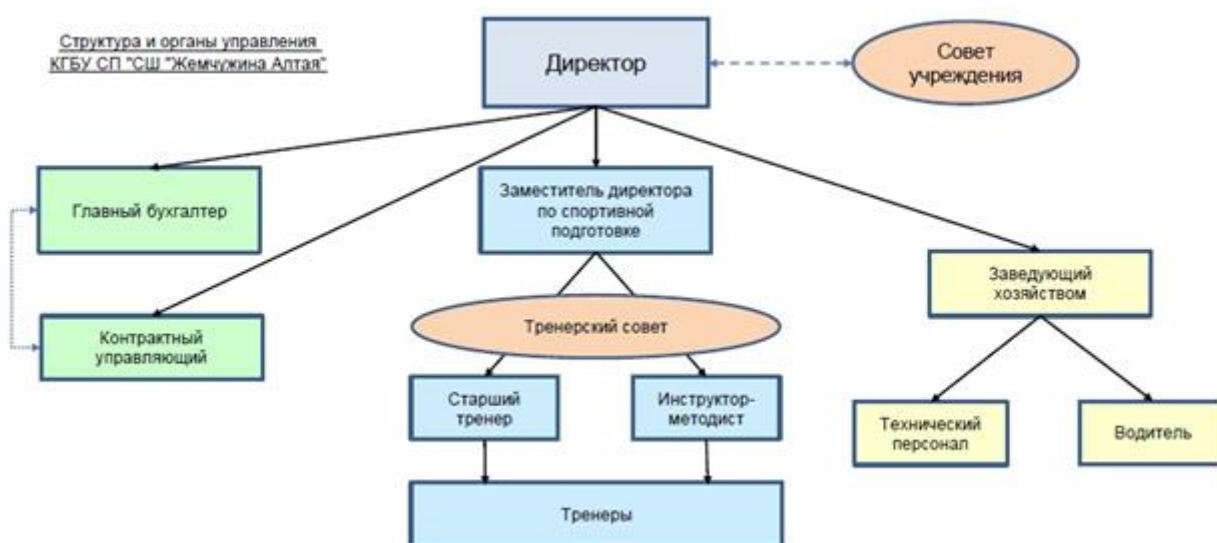 Структура и органы управления
КГБУ СП "СШ "Жемчужина Алтая"
Директор
Совет
учреждения
Главный бухгалтер
Заместитель директора
по спортивной
подготовке
Заведующий
хозяйством
Контрактный
управляющий
Тренерский совет
Старший
тренер
Инструктор-
методист
Технический
персонал
Водитель
Тренеры